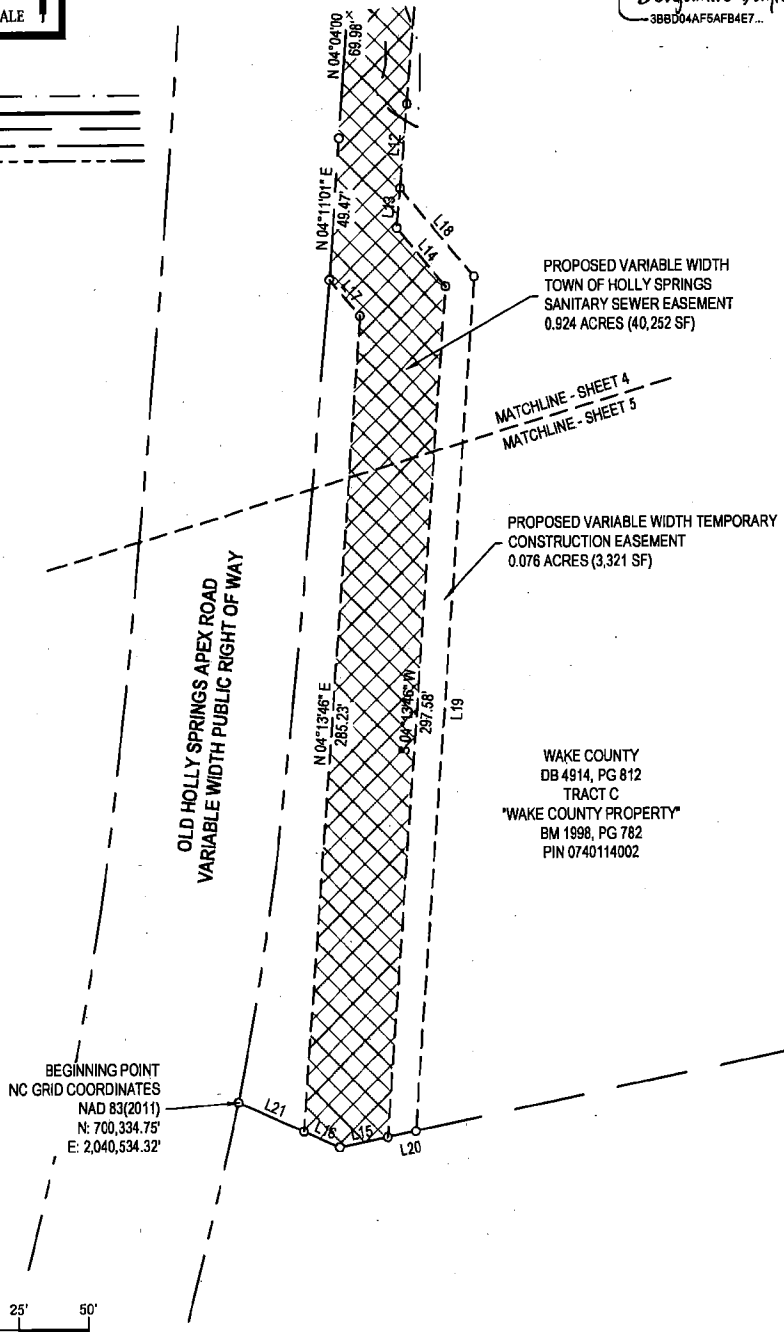 ALE
3BBD04AF5AFB4E7...
N 04°04'00
69.98'
L12
N 04°11'01" E
49.47'
L13
L18
L14
L17
PROPOSED VARIABLE WIDTH
TOWN OF HOLLY SPRINGS
SANITARY SEWER EASEMENT
0.924 ACRES (40,252 SF)
MATCHLINE - SHEET 4
MATCHLINE - SHEET 5
PROPOSED VARIABLE WIDTH TEMPORARY
CONSTRUCTION EASEMENT
0.076 ACRES (3,321 SF)
OLD HOLLY SPRINGS APEX ROAD
VARIABLE WIDTH PUBLIC RIGHT OF WAY
N 04°13'46" E
285.23'
S 04°13'46" W
297.58'
L19
WAKE COUNTY
DB 4914, PG 812
TRACT C
"WAKE COUNTY PROPERTY"
BM 1998, PG 782
PIN 0740114002
BEGINNING POINT
NC GRID COORDINATES
NAD 83(2011)
N: 700,334.75'
E: 2,040,534.32'
L21
L16
L15
L20
25' 50'